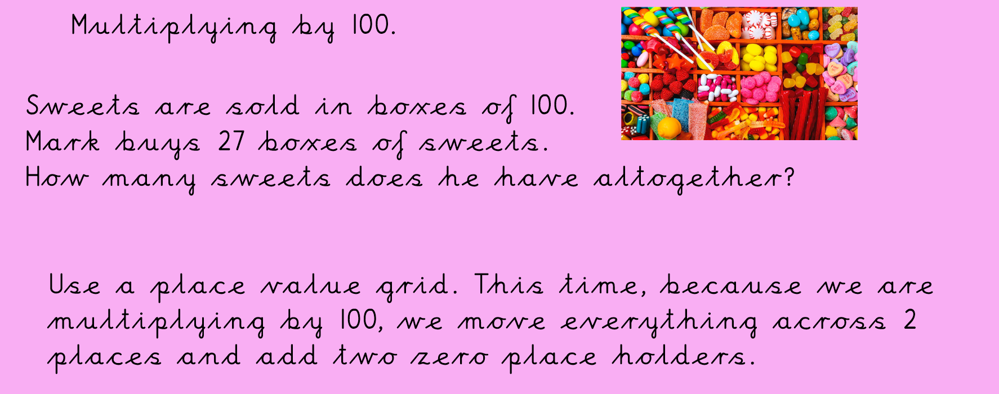 Multiplying by 100.
Sweets are sold in boxes of 100.
Mark buys 27 boxes of sweets.
How many sweets does he have altogether?
Use a place value grid. This time, because we are
multiplying by 100, we move everything across 2
places and add two zero place holders.